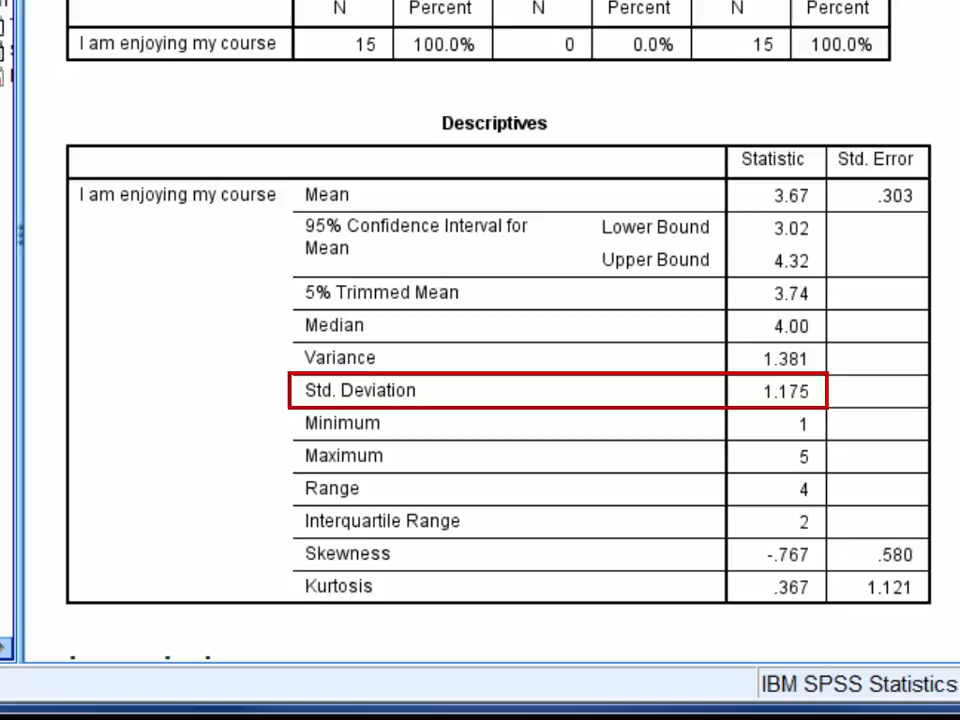 N Percent N Percent N Percent
I am enjoying my course 15 100.0% 0 0.0% 15 100.0%
Descriptives
Statistic Std. Error
I am enjoying my course Mean 3.67 .303
95% Confidence Interval for Lower Bound 3.02
Mean
Upper Bound 4.32
5% Trimmed Mean 3.74
Median 4.00
Variance 1.381
Std. Deviation 1.175
Minimum 1
Maximum 5
Range 4
Interquartile Range 2
Skewness -.767 .580
Kurtosis .367 1.121
IBM SPSS Statistics